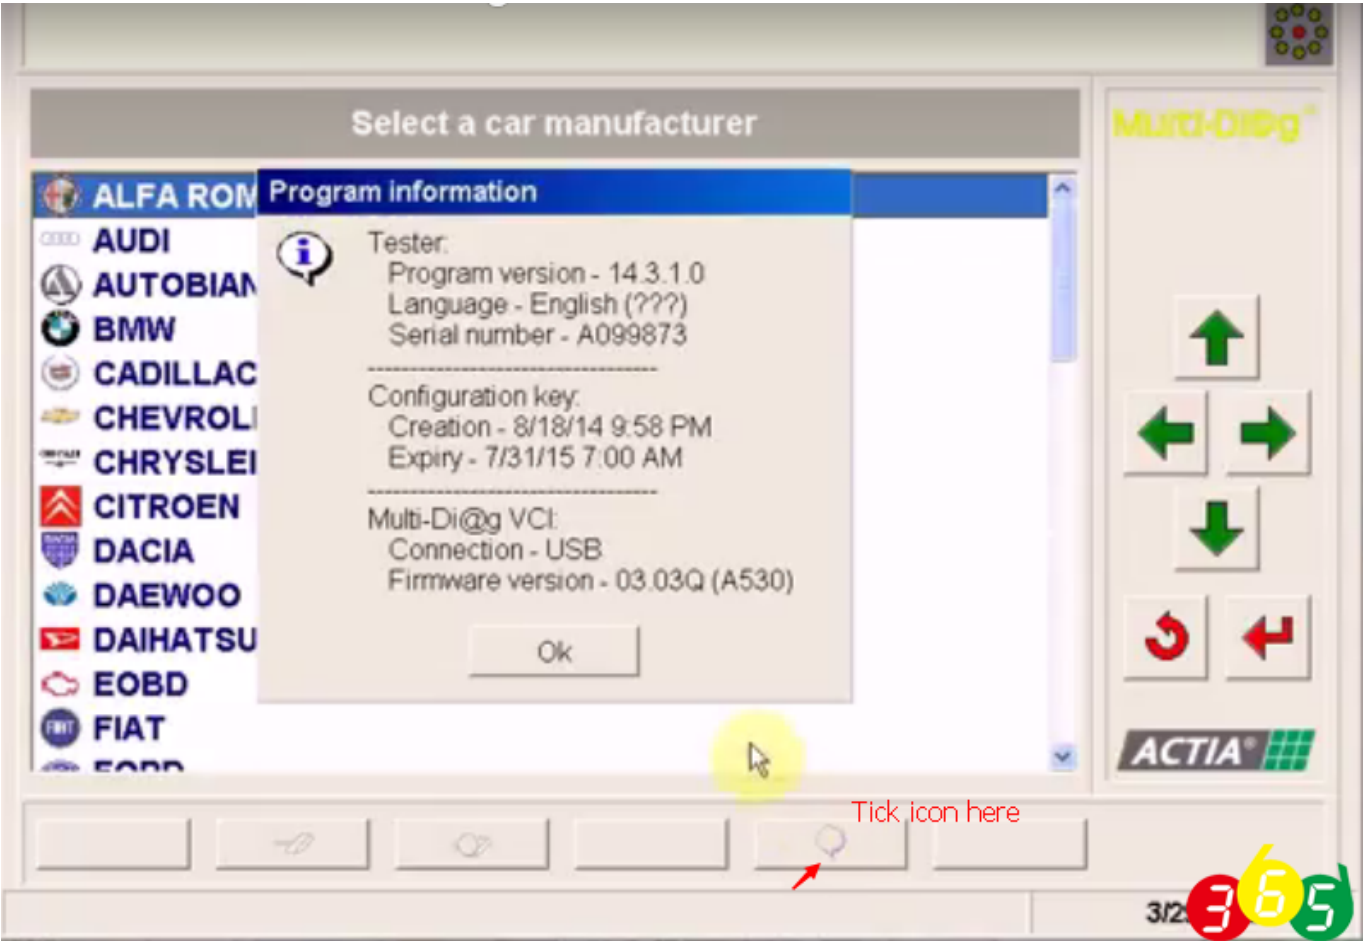 Select a car manufacturer
Multi-Di@g®
Program information
ALFA ROM
AUDI
AUTOBIAN
BMW
CADILLAC
CHEVROL
CHRYSLE
CITROEN
DACIA
DAEWOO
DAIHATSU
EOBD
FIAT
FORD
Tester:
Program version - 14.3.1.0
Language - English (???)
Serial number - A099873
---------------------------------
Configuration key:
Creation - 8/18/14 9:58 PM
Expiry - 7/31/15 7:00 AM
---------------------------------
Multi-Di@g VCI:
Connection - USB
Firmware version - 03.03Q (A530)
Ok
ACTIA®
Tick icon here
3/2
365